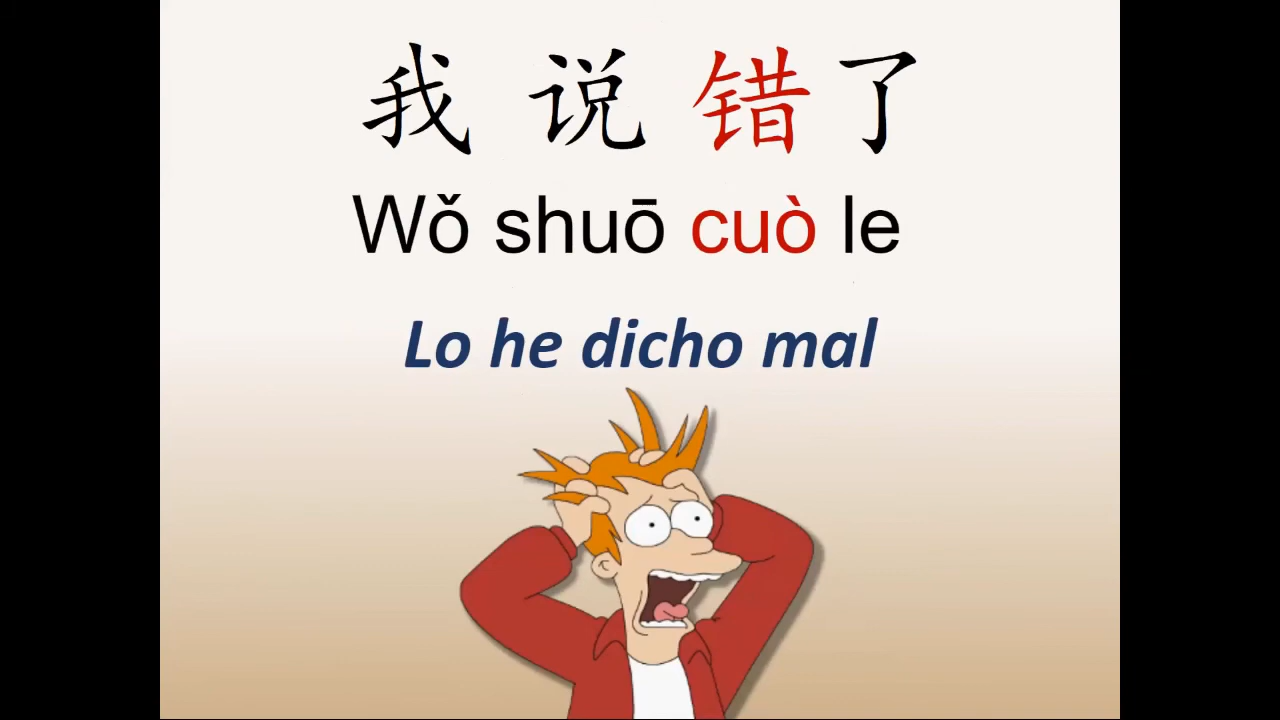 我 说 错了
Wǒ shuō cuò le
Lo he dicho mal